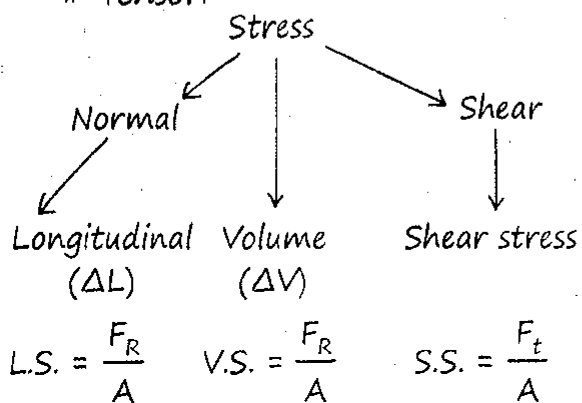 Stress
Normal
Shear
Longitudinal Volume Shear stress
(ΔL) (ΔV)
L.S. = F_R/A V.S. = F_R/A S.S. = F_t/A